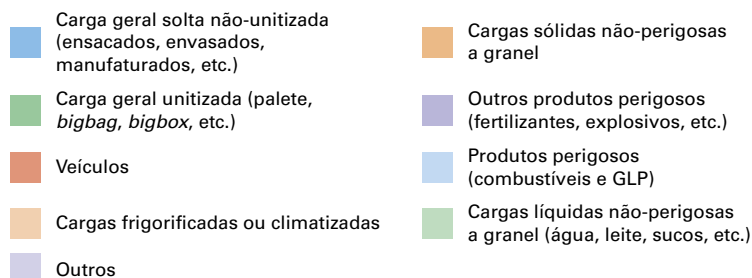 Carga geral solta não-unitizada
(ensacados, envasados,
manufaturados, etc.)
Carga geral unitizada (palete,
bigbag, bigbox, etc.)
Veículos
Cargas frigorificadas ou climatizadas
Outros
Cargas sólidas não-perigosas
a granel
Outros produtos perigosos
(fertilizantes, explosivos, etc.)
Produtos perigosos
(combustíveis e GLP)
Cargas líquidas não-perigosas
a granel (água, leite, sucos, etc.)